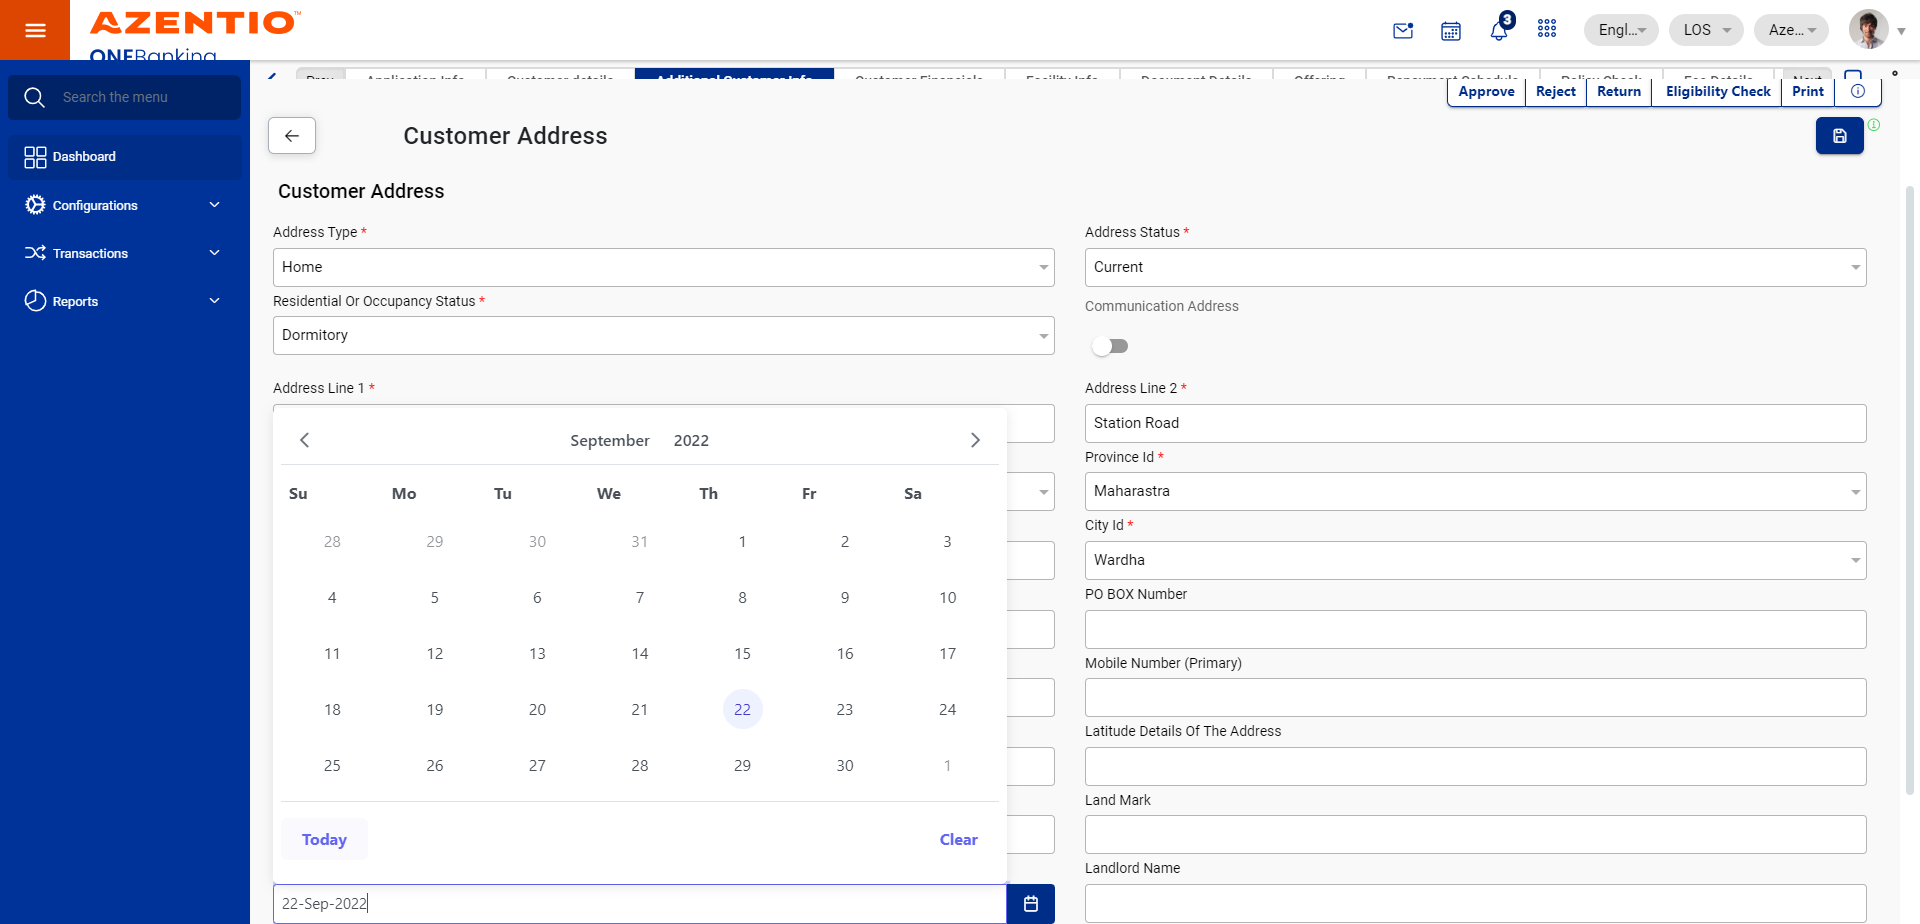 AZENTIO™
ONEBanking
3
Engl...
LOS
Aze...
Search the menu
Dashboard
Configurations
Transactions
Reports
Prev
Application Info
Customer details
Additional Customer Info
Customer Financials
Facility Info
Document Details
Offering
Repayment Schedule
Policy Check
Fee Details
Next
Approve
Reject
Return
Eligibility Check
Print
Customer Address
Customer Address
Address Type *
Home
Address Status *
Current
Residential Or Occupancy Status *
Dormitory
Communication Address
Address Line 1 *
Address Line 2 *
Station Road
Province Id *
Maharastra
City Id *
Wardha
PO BOX Number
Mobile Number (Primary)
Latitude Details Of The Address
Land Mark
Landlord Name
September 2022
Su Mo Tu We Th Fr Sa
28 29 30 31 1 2 3
4 5 6 7 8 9 10
11 12 13 14 15 16 17
18 19 20 21 22 23 24
25 26 27 28 29 30 1
Today
Clear
22-Sep-2022